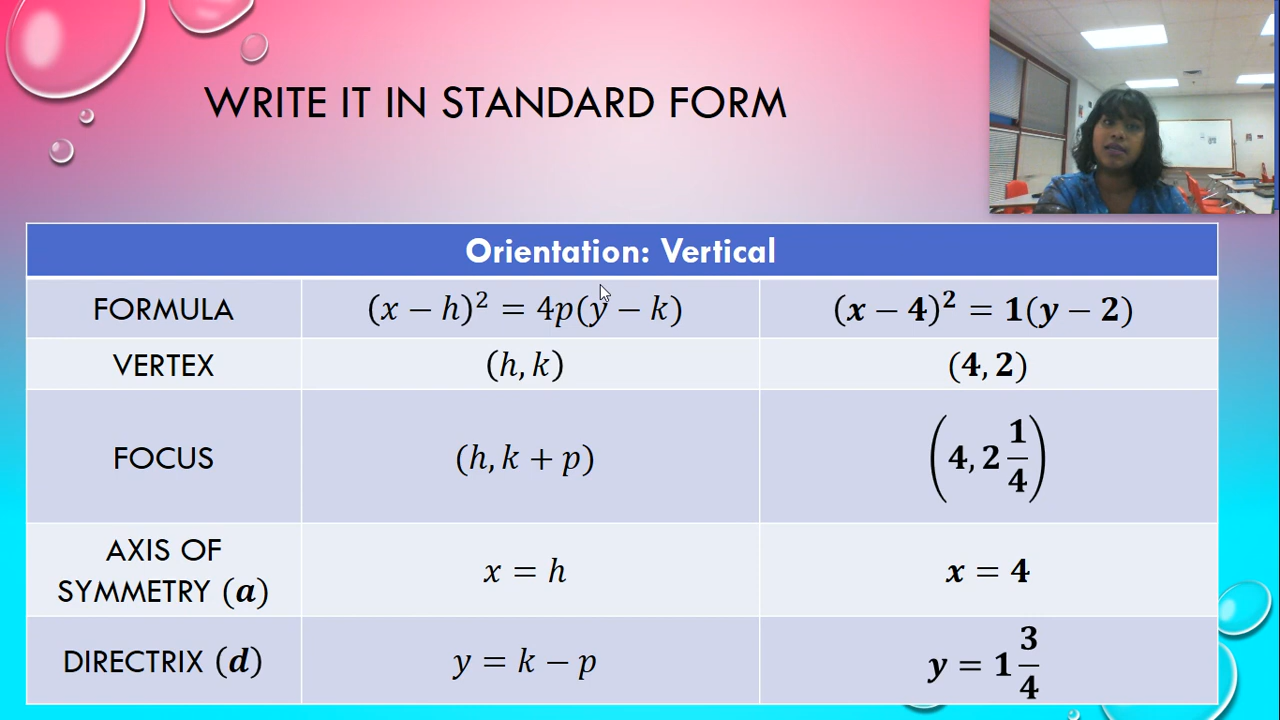 WRITE IT IN STANDARD FORM
Orientation: Vertical
FORMULA (x − h)² = 4p(y − k) (x − 4)² = 1(y − 2)
VERTEX (h, k) (4, 2)
FOCUS (h, k + p) (4, 2 1/4)
AXIS OF
SYMMETRY (a) x = h x = 4
DIRECTRIX (d) y = k − p y = 1 3/4